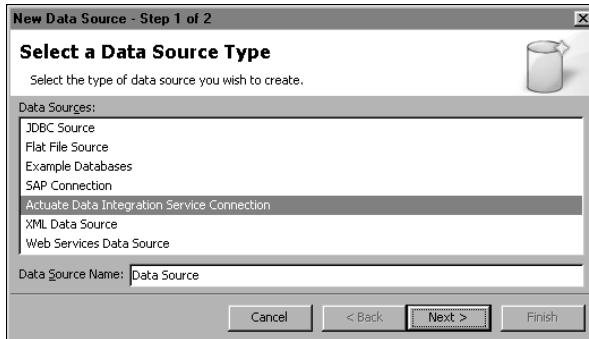 New Data Source - Step 1 of 2
Select a Data Source Type
Select the type of data source you wish to create.
Data Sources:
JDBC Source
Flat File Source
Example Databases
SAP Connection
Actuate Data Integration Service Connection
XML Data Source
Web Services Data Source
Data Source Name: Data Source
Cancel < Back Next > Finish